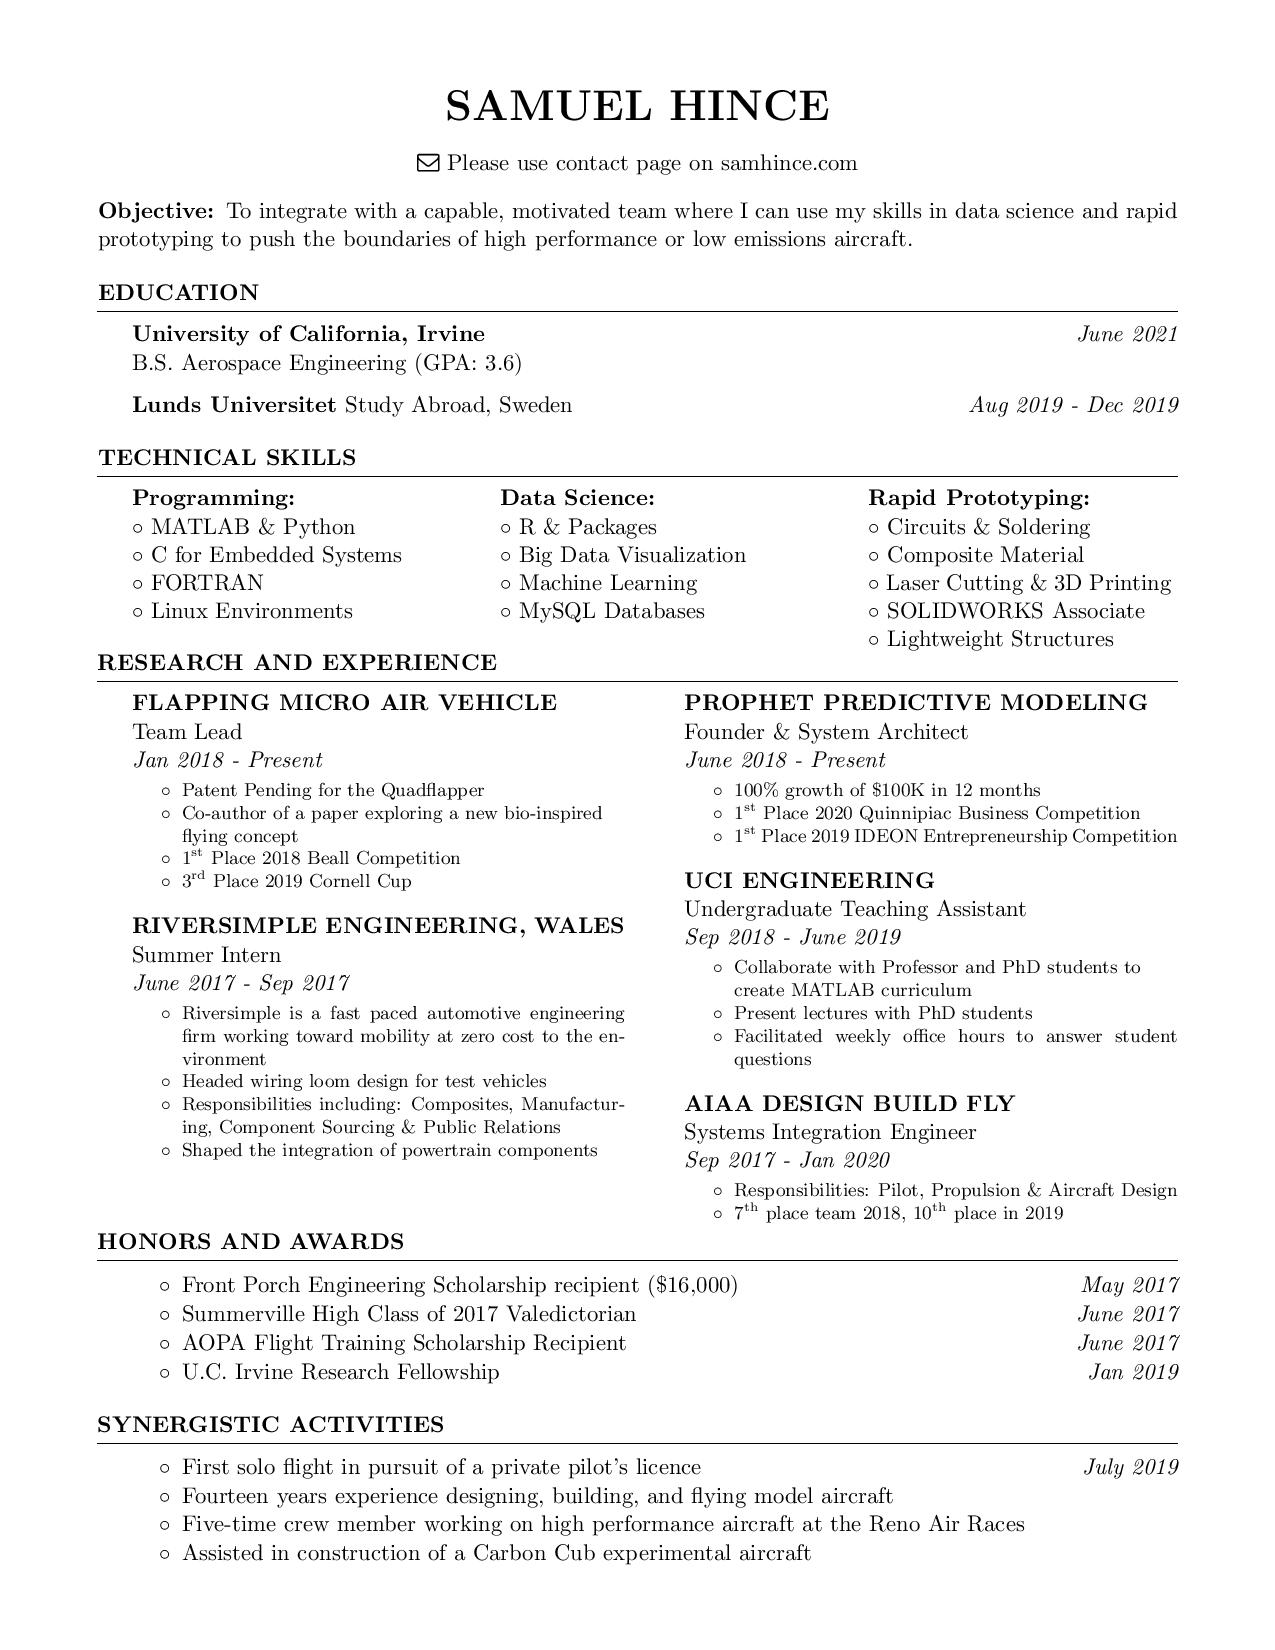 SAMUEL HINCE
Please use contact page on samhince.com
Objective: To integrate with a capable, motivated team where I can use my skills in data science and rapid
prototyping to push the boundaries of high performance or low emissions aircraft.
EDUCATION
University of California, Irvine June 2021
B.S. Aerospace Engineering (GPA: 3.6)
Lunds Universitet Study Abroad, Sweden Aug 2019 - Dec 2019
TECHNICAL SKILLS
Programming:
◦ MATLAB & Python
◦ C for Embedded Systems
◦ FORTRAN
◦ Linux Environments
Data Science:
◦ R & Packages
◦ Big Data Visualization
◦ Machine Learning
◦ MySQL Databases
Rapid Prototyping:
◦ Circuits & Soldering
◦ Composite Material
◦ Laser Cutting & 3D Printing
◦ SOLIDWORKS Associate
◦ Lightweight Structures
RESEARCH AND EXPERIENCE
FLAPPING MICRO AIR VEHICLE
Team Lead
Jan 2018 - Present
◦ Patent Pending for the Quadflapper
◦ Co-author of a paper exploring a new bio-inspired
flying concept
◦ 1st Place 2018 Beall Competition
◦ 3rd Place 2019 Cornell Cup
RIVERSIMPLE ENGINEERING, WALES
Summer Intern
June 2017 - Sep 2017
◦ Riversimple is a fast paced automotive engineering
firm working toward mobility at zero cost to the en-
vironment
◦ Headed wiring loom design for test vehicles
◦ Responsibilities including: Composites, Manufactur-
ing, Component Sourcing & Public Relations
◦ Shaped the integration of powertrain components
PROPHET PREDICTIVE MODELING
Founder & System Architect
June 2018 - Present
◦ 100% growth of $100K in 12 months
◦ 1st Place 2020 Quinnipiac Business Competition
◦ 1st Place 2019 IDEON Entrepreneurship Competition
UCI ENGINEERING
Undergraduate Teaching Assistant
Sep 2018 - June 2019
◦ Collaborate with Professor and PhD students to
create MATLAB curriculum
◦ Present lectures with PhD students
◦ Facilitated weekly office hours to answer student
questions
AIAA DESIGN BUILD FLY
Systems Integration Engineer
Sep 2017 - Jan 2020
◦ Responsibilities: Pilot, Propulsion & Aircraft Design
◦ 7th place team 2018, 10th place in 2019
HONORS AND AWARDS
◦ Front Porch Engineering Scholarship recipient ($16,000) May 2017
◦ Summerville High Class of 2017 Valedictorian June 2017
◦ AOPA Flight Training Scholarship Recipient June 2017
◦ U.C. Irvine Research Fellowship Jan 2019
SYNERGISTIC ACTIVITIES
◦ First solo flight in pursuit of a private pilot's licence July 2019
◦ Fourteen years experience designing, building, and flying model aircraft
◦ Five-time crew member working on high performance aircraft at the Reno Air Races
◦ Assisted in construction of a Carbon Cub experimental aircraft